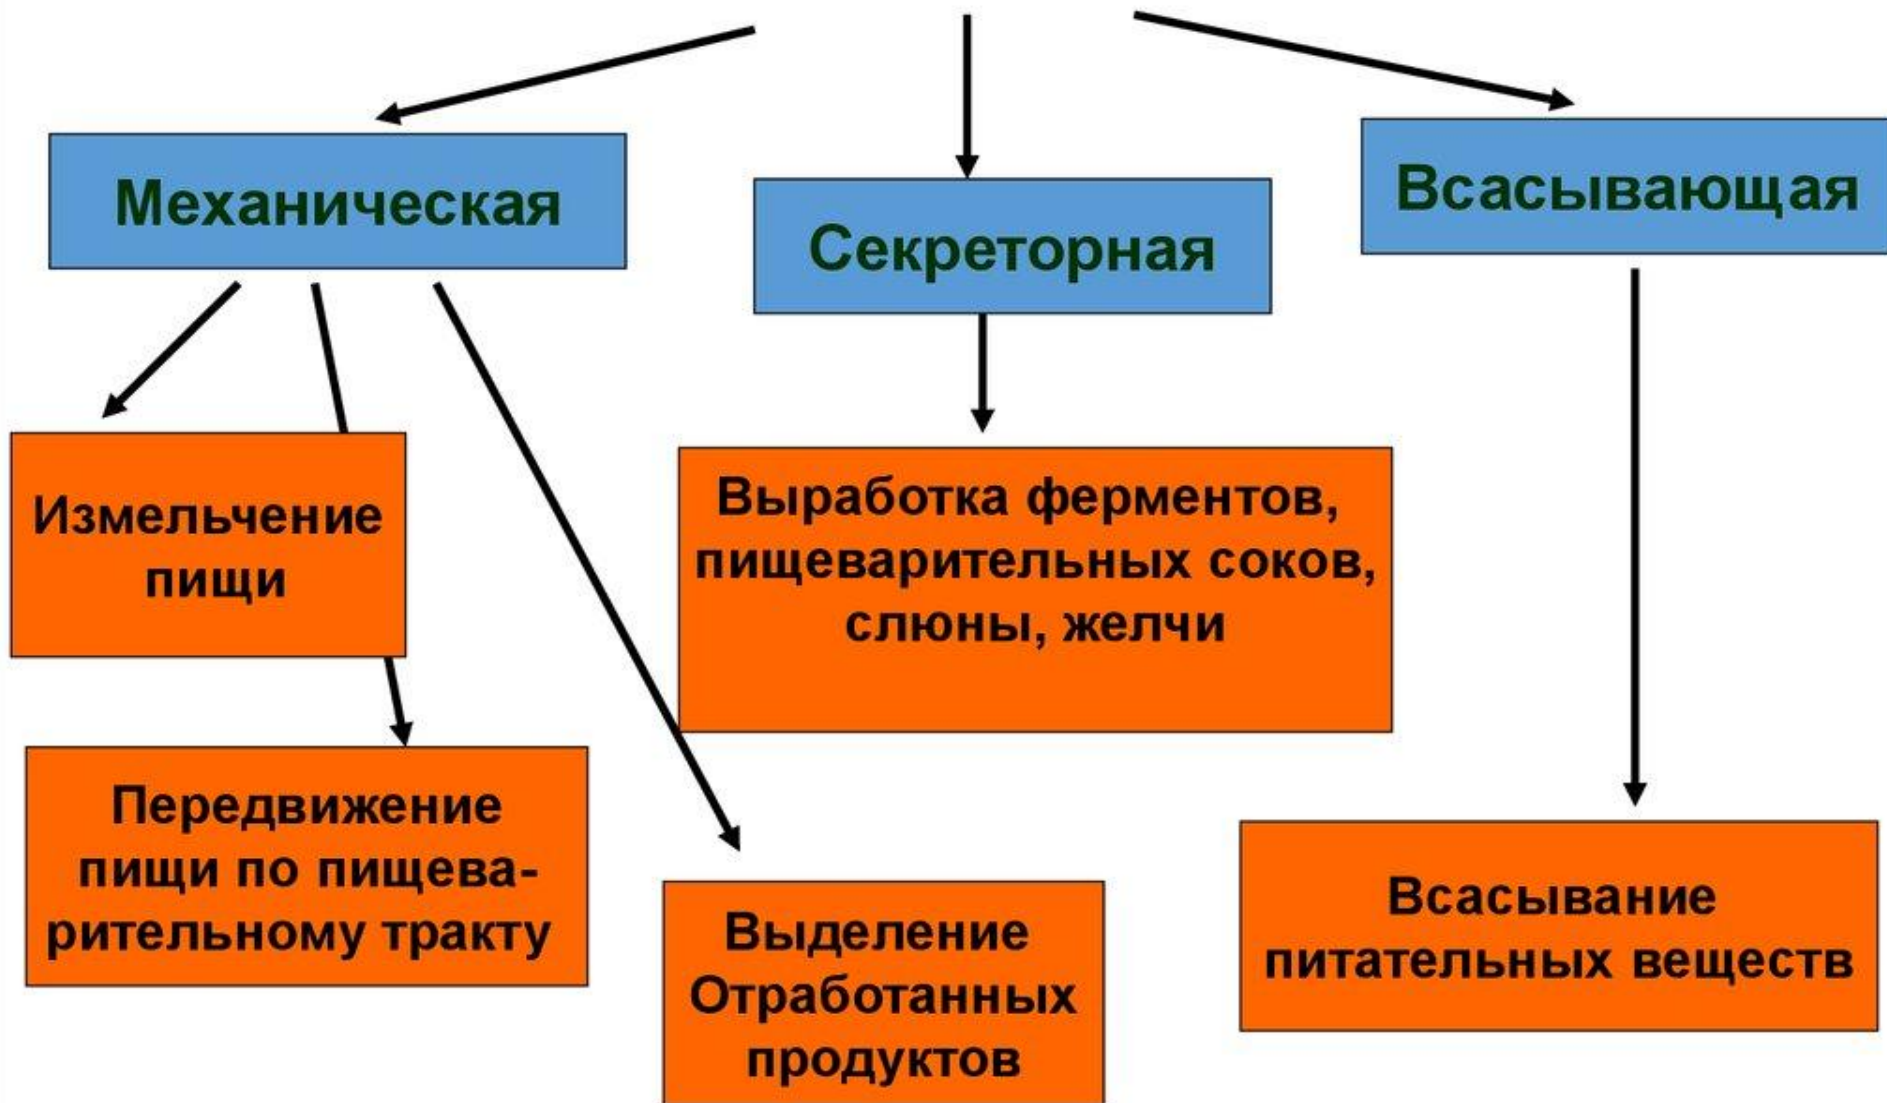 Механическая
Секреторная
Всасывающая
Измельчение
пищи
Выработка ферментов,
пищеварительных соков,
слюны, желчи
Передвижение
пищи по пищева-
рительному тракту
Выделение
Отработанных
продуктов
Всасывание
питательных веществ